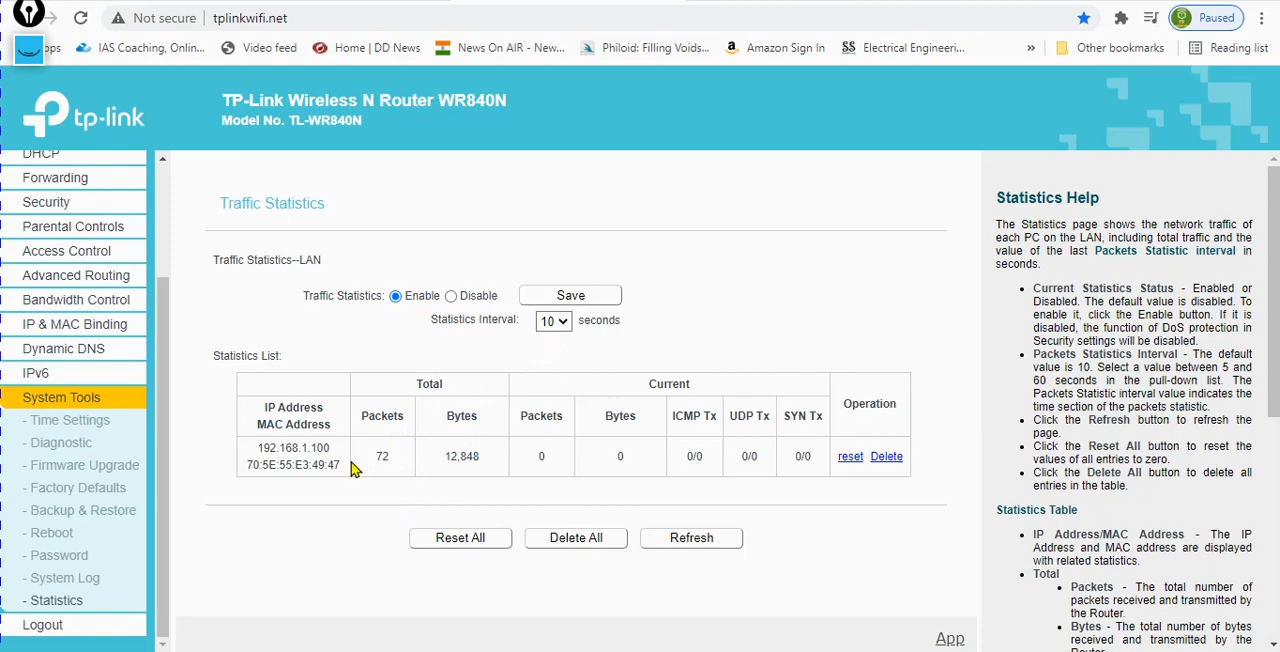 Not secure | tplinkwifi.net
Paused
IAS Coaching, Onlin...
Video feed
Home | DD News
News On AIR - New...
Philoid: Filling Voids...
Amazon Sign In
Electrical Engineeri...
»
Other bookmarks
Reading list
tp-link
TP-Link Wireless N Router WR840N
Model No. TL-WR840N
DHCP
Forwarding
Security
Parental Controls
Access Control
Advanced Routing
Bandwidth Control
IP & MAC Binding
Dynamic DNS
IPv6
System Tools
- Time Settings
- Diagnostic
- Firmware Upgrade
- Factory Defaults
- Backup & Restore
- Reboot
- Password
- System Log
- Statistics
Logout
Traffic Statistics
Traffic Statistics--LAN
Traffic Statistics: Enable Disable Save
Statistics Interval: 10 seconds
Statistics List:
Total Current
IP Address
MAC Address
Packets Bytes Packets Bytes ICMP Tx UDP Tx SYN Tx Operation
192.168.1.100
70:5E:55:E3:49:47
72 12,848 0 0 0/0 0/0 0/0 reset Delete
Reset All Delete All Refresh
App
Statistics Help
The Statistics page shows the network traffic of
each PC on the LAN, including total traffic and the
value of the last Packets Statistic interval in
seconds.
• Current Statistics Status - Enabled or
Disabled. The default value is disabled. To
enable it, click the Enable button. If it is
disabled, the function of DoS protection in
Security settings will be disabled.
• Packets Statistics Interval - The default
value is 10. Select a value between 5 and
60 seconds in the pull-down list. The
Packets Statistic interval value indicates the
time section of the packets statistic.
• Click the Refresh button to refresh the
page.
• Click the Reset All button to reset the
values of all entries to zero.
• Click the Delete All button to delete all
entries in the table.
Statistics Table
• IP Address/MAC Address - The IP
Address and MAC address are displayed
with related statistics.
• Total
• Packets - The total number of
packets received and transmitted by
the Router.
• Bytes - The total number of bytes
received and transmitted by the